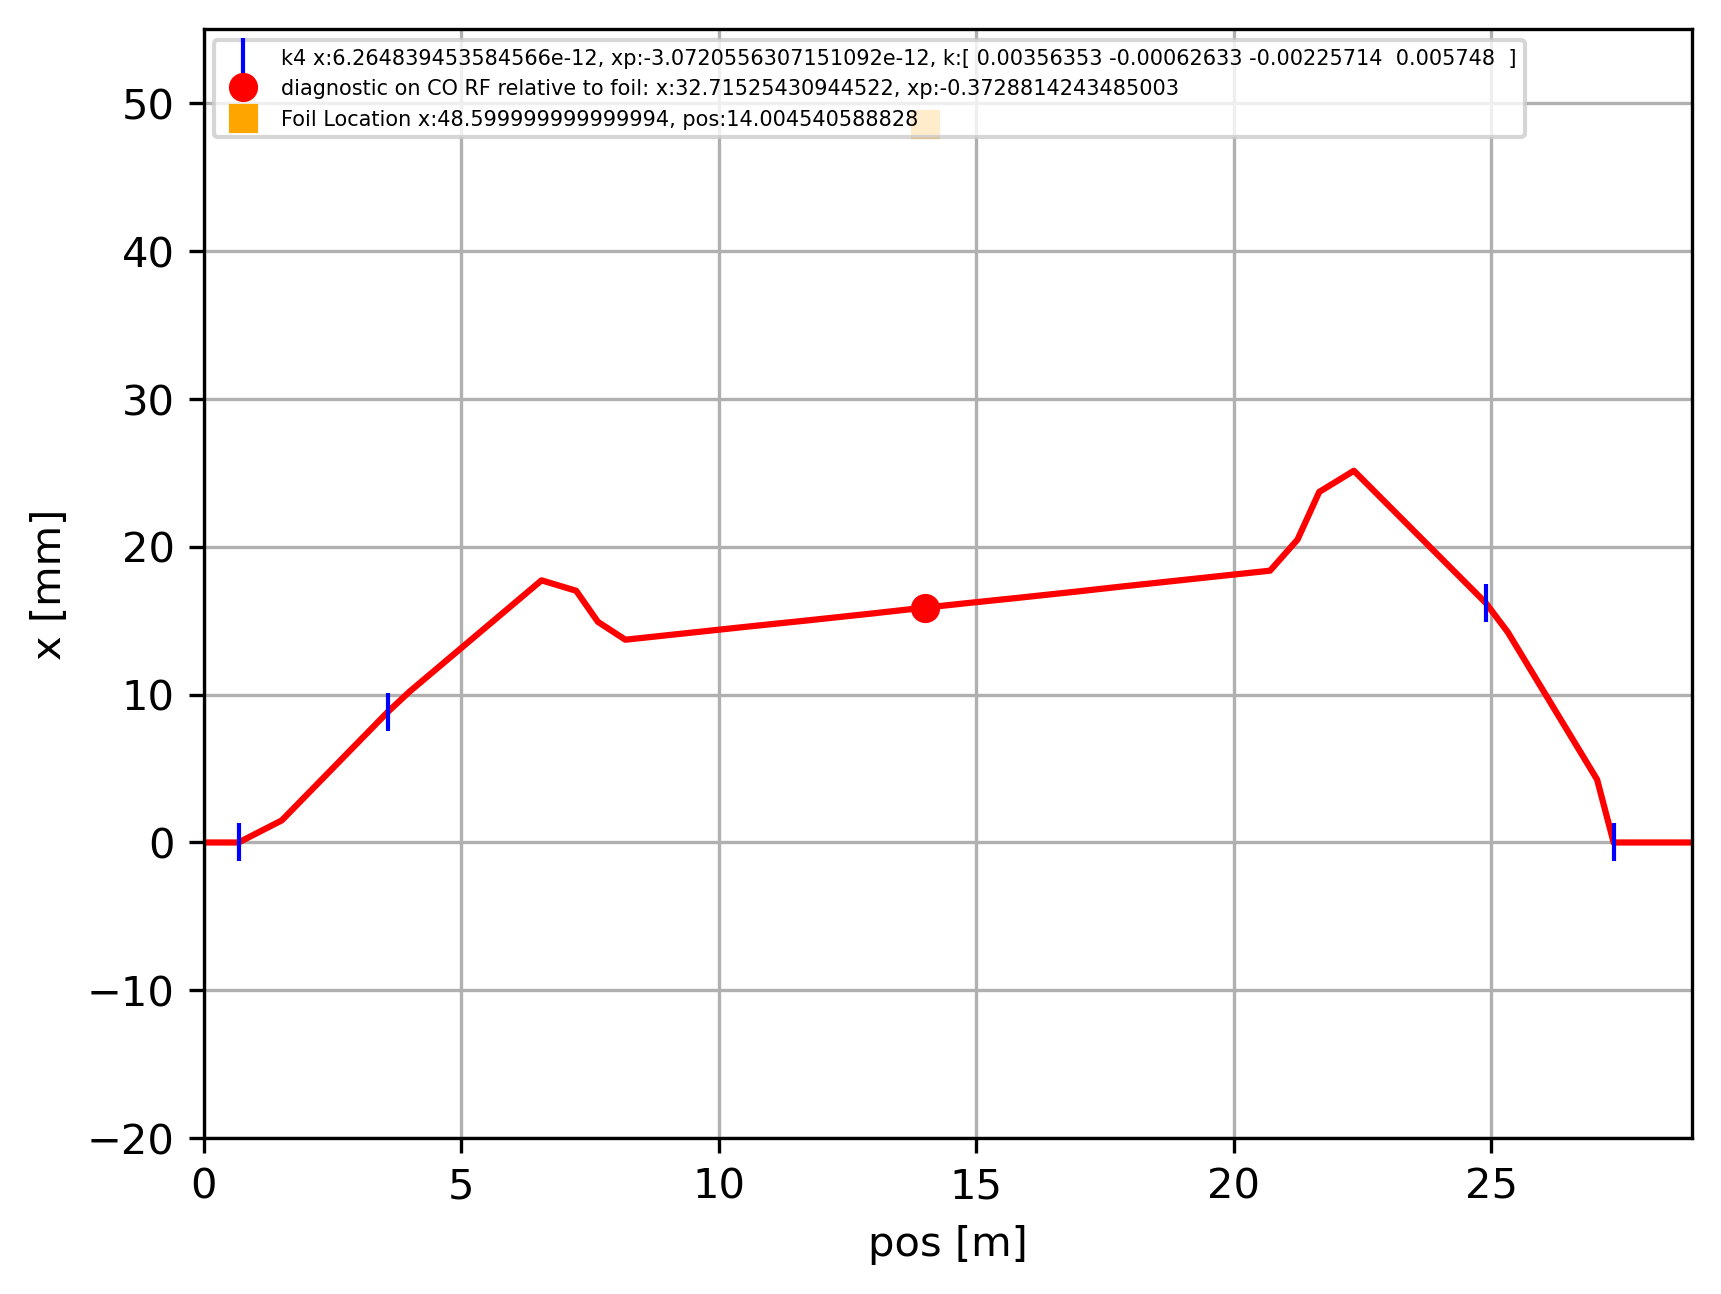 k4 x:6.264839453584566e-12, xp:-3.0720556307151092e-12, k:[ 0.00356353 -0.00062633 -0.00225714  0.005748  ]
diagnostic on CO RF relative to foil: x:32.71525430944522, xp:-0.3728814243485003
Foil Location x:48.599999999999994, pos:14.004540588828
50
40
30
20
10
0
−10
−20
x [mm]
0 5 10 15 20 25
pos [m]